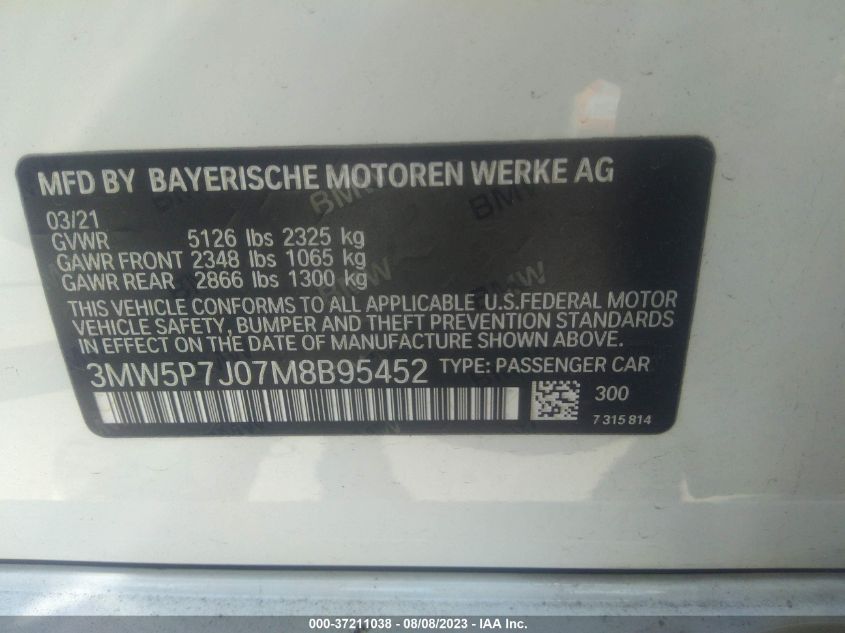 MFD BY BAYERISCHE MOTOREN WERKE AG
03/21
GVWR 5126 lbs 2325 kg
GAWR FRONT 2348 lbs 1065 kg
GAWR REAR 2866 lbs 1300 kg
THIS VEHICLE CONFORMS TO ALL APPLICABLE U.S.FEDERAL MOTOR
VEHICLE SAFETY, BUMPER AND THEFT PREVENTION STANDARDS
IN EFFECT ON THE DATE OF MANUFACTURE SHOWN ABOVE.
3MW5P7J07M8B95452 TYPE: PASSENGER CAR
300
7 315 814
000-37211038 - 08/08/2023 - IAA Inc.